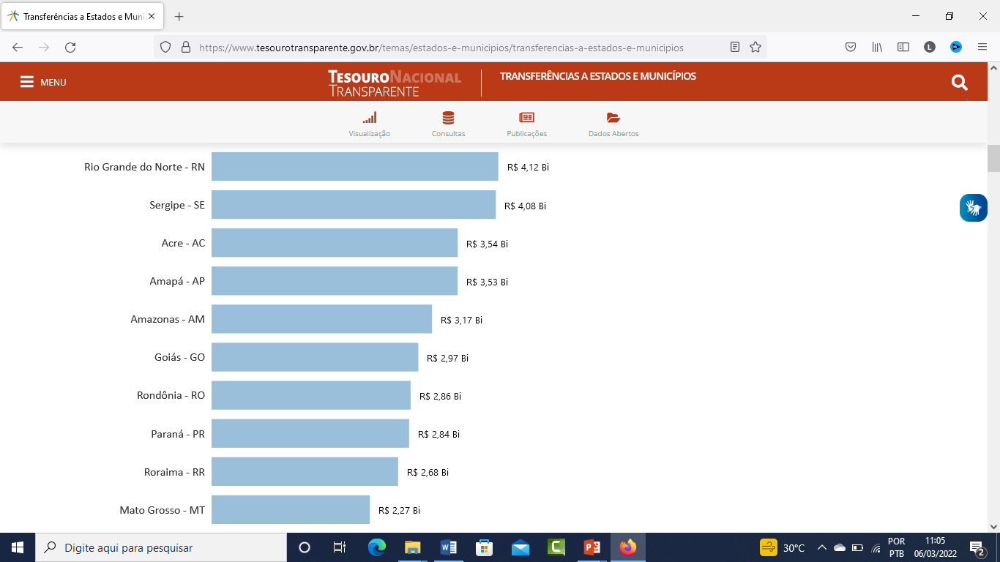 Transferências a Estados e Muni
https://www.tesourotransparente.gov.br/temas/estados-e-municipios/transferencias-a-estados-e-municipios
L
MENU
TESOURONACIONAL
TRANSPARENTE
TRANSFERÊNCIAS A ESTADOS E MUNICÍPIOS
Visualização
Consultas
Publicações
Dados Abertos
Rio Grande do Norte - RN R$ 4,12 Bi
Sergipe - SE R$ 4,08 Bi
Acre - AC R$ 3,54 Bi
Amapá - AP R$ 3,53 Bi
Amazonas - AM R$ 3,17 Bi
Goiás - GO R$ 2,97 Bi
Rondônia - RO R$ 2,86 Bi
Paraná - PR R$ 2,84 Bi
Roraima - RR R$ 2,68 Bi
Mato Grosso - MT R$ 2,27 Bi
Digite aqui para pesquisar
30°C
POR
PTB
11:05
06/03/2022
2